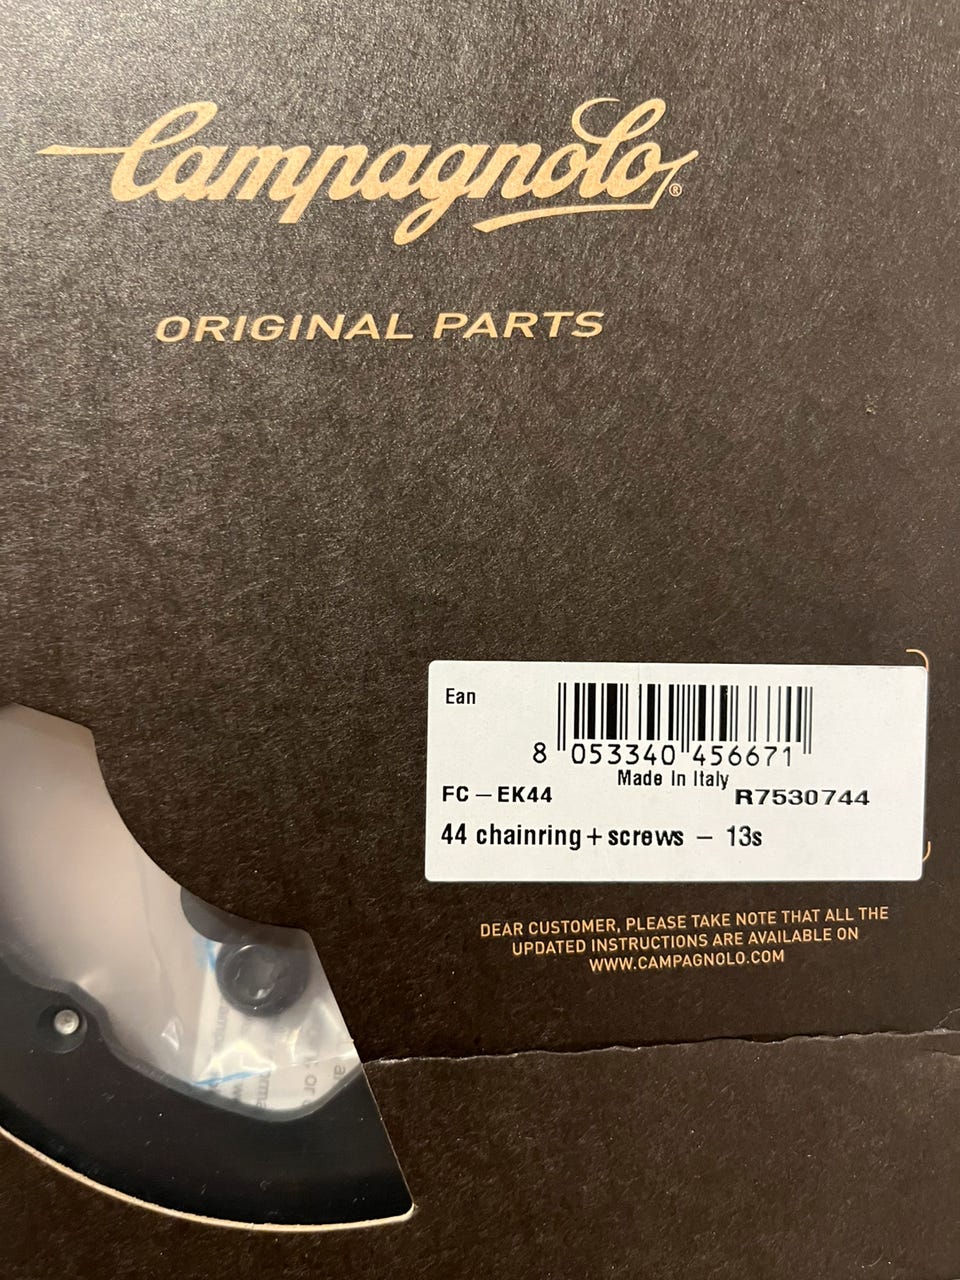 Campagnolo®
ORIGINAL PARTS
Ean
8 053340 456671
Made In Italy
FC – EK44 R7530744
44 chainring + screws – 13s
DEAR CUSTOMER, PLEASE TAKE NOTE THAT ALL THE
UPDATED INSTRUCTIONS ARE AVAILABLE ON
WWW.CAMPAGNOLO.COM